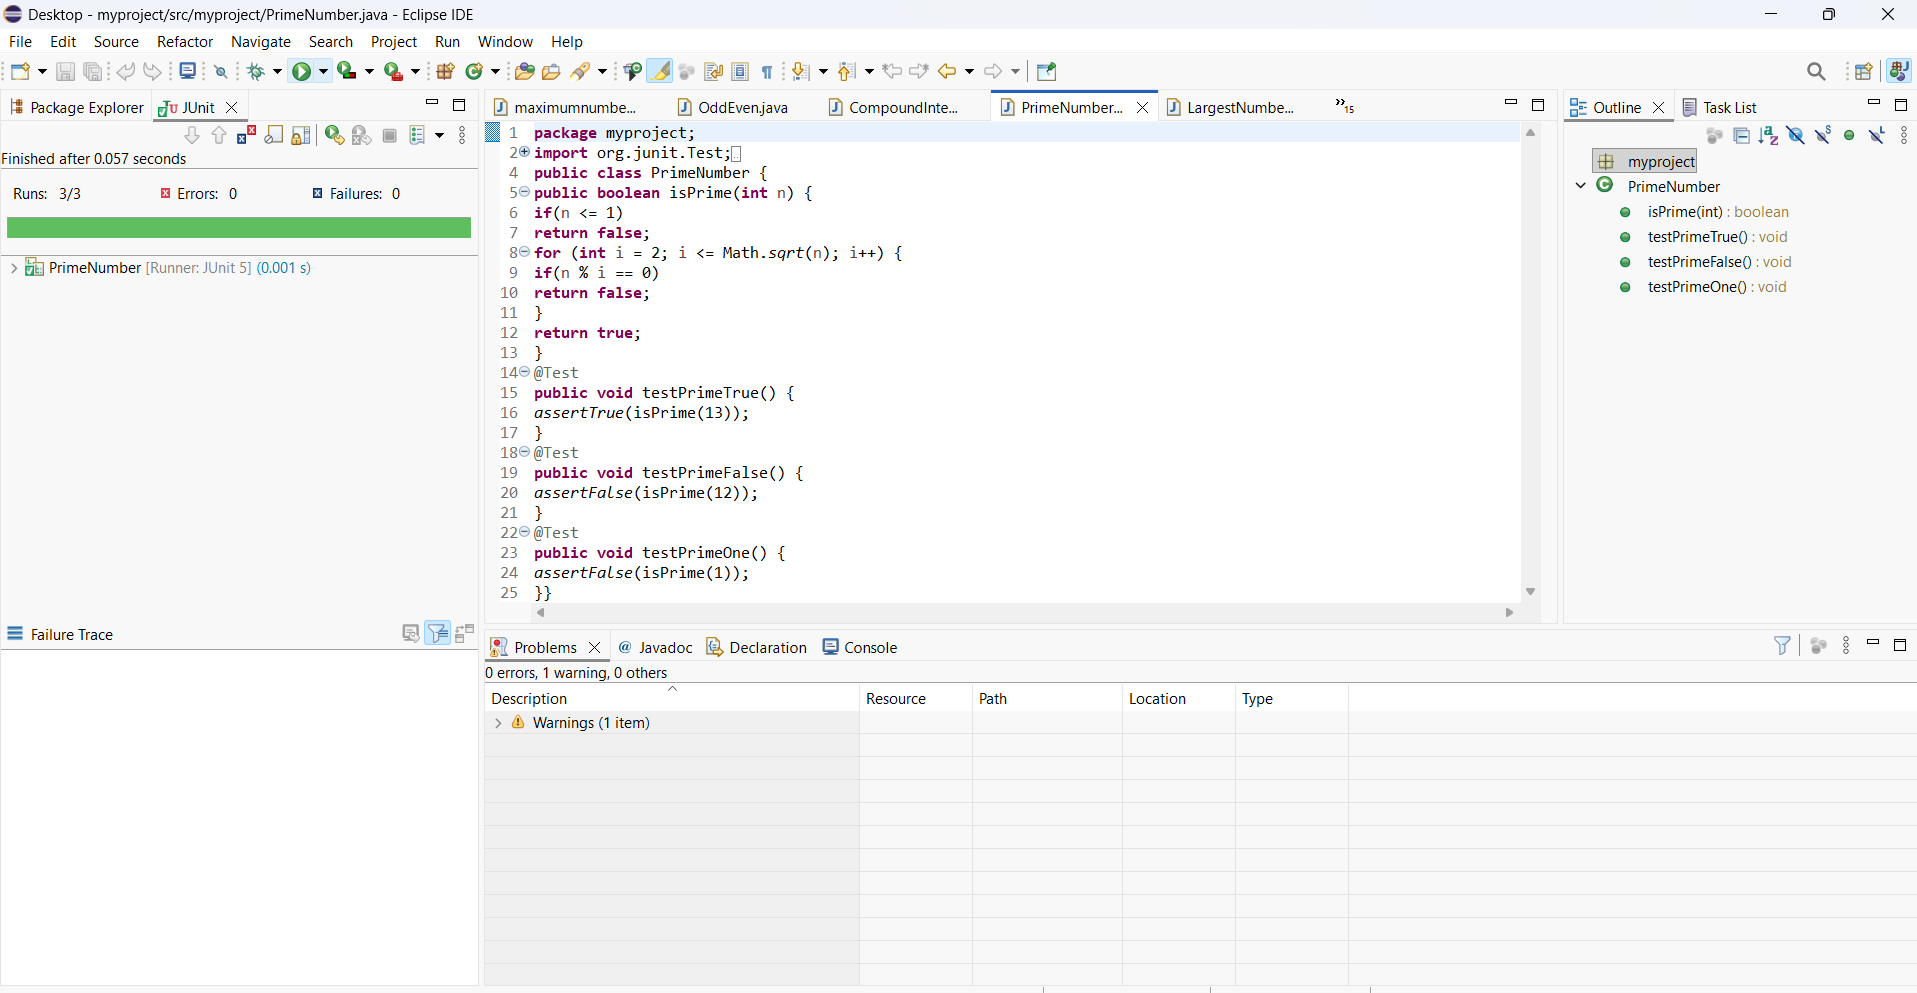 Desktop - myproject/src/myproject/PrimeNumber.java - Eclipse IDE
File Edit Source Refactor Navigate Search Project Run Window Help
Package Explorer JUnit
Finished after 0.057 seconds
Runs: 3/3 Errors: 0 Failures: 0
PrimeNumber [Runner: JUnit 5] (0.001 s)
Failure Trace
maximumnumbe... OddEven.java CompoundInte... PrimeNumber... LargestNumbe... »15
1 package myproject;
2 import org.junit.Test;
4 public class PrimeNumber {
5 public boolean isPrime(int n) {
6 if(n <= 1)
7 return false;
8 for (int i = 2; i <= Math.sqrt(n); i++) {
9 if(n % i == 0)
10 return false;
11 }
12 return true;
13 }
14 @Test
15 public void testPrimeTrue() {
16 assertTrue(isPrime(13));
17 }
18 @Test
19 public void testPrimeFalse() {
20 assertFalse(isPrime(12));
21 }
22 @Test
23 public void testPrimeOne() {
24 assertFalse(isPrime(1));
25 }}
Outline Task List
myproject
PrimeNumber
isPrime(int) : boolean
testPrimeTrue() : void
testPrimeFalse() : void
testPrimeOne() : void
Problems @ Javadoc Declaration Console
0 errors, 1 warning, 0 others
Description Resource Path Location Type
Warnings (1 item)